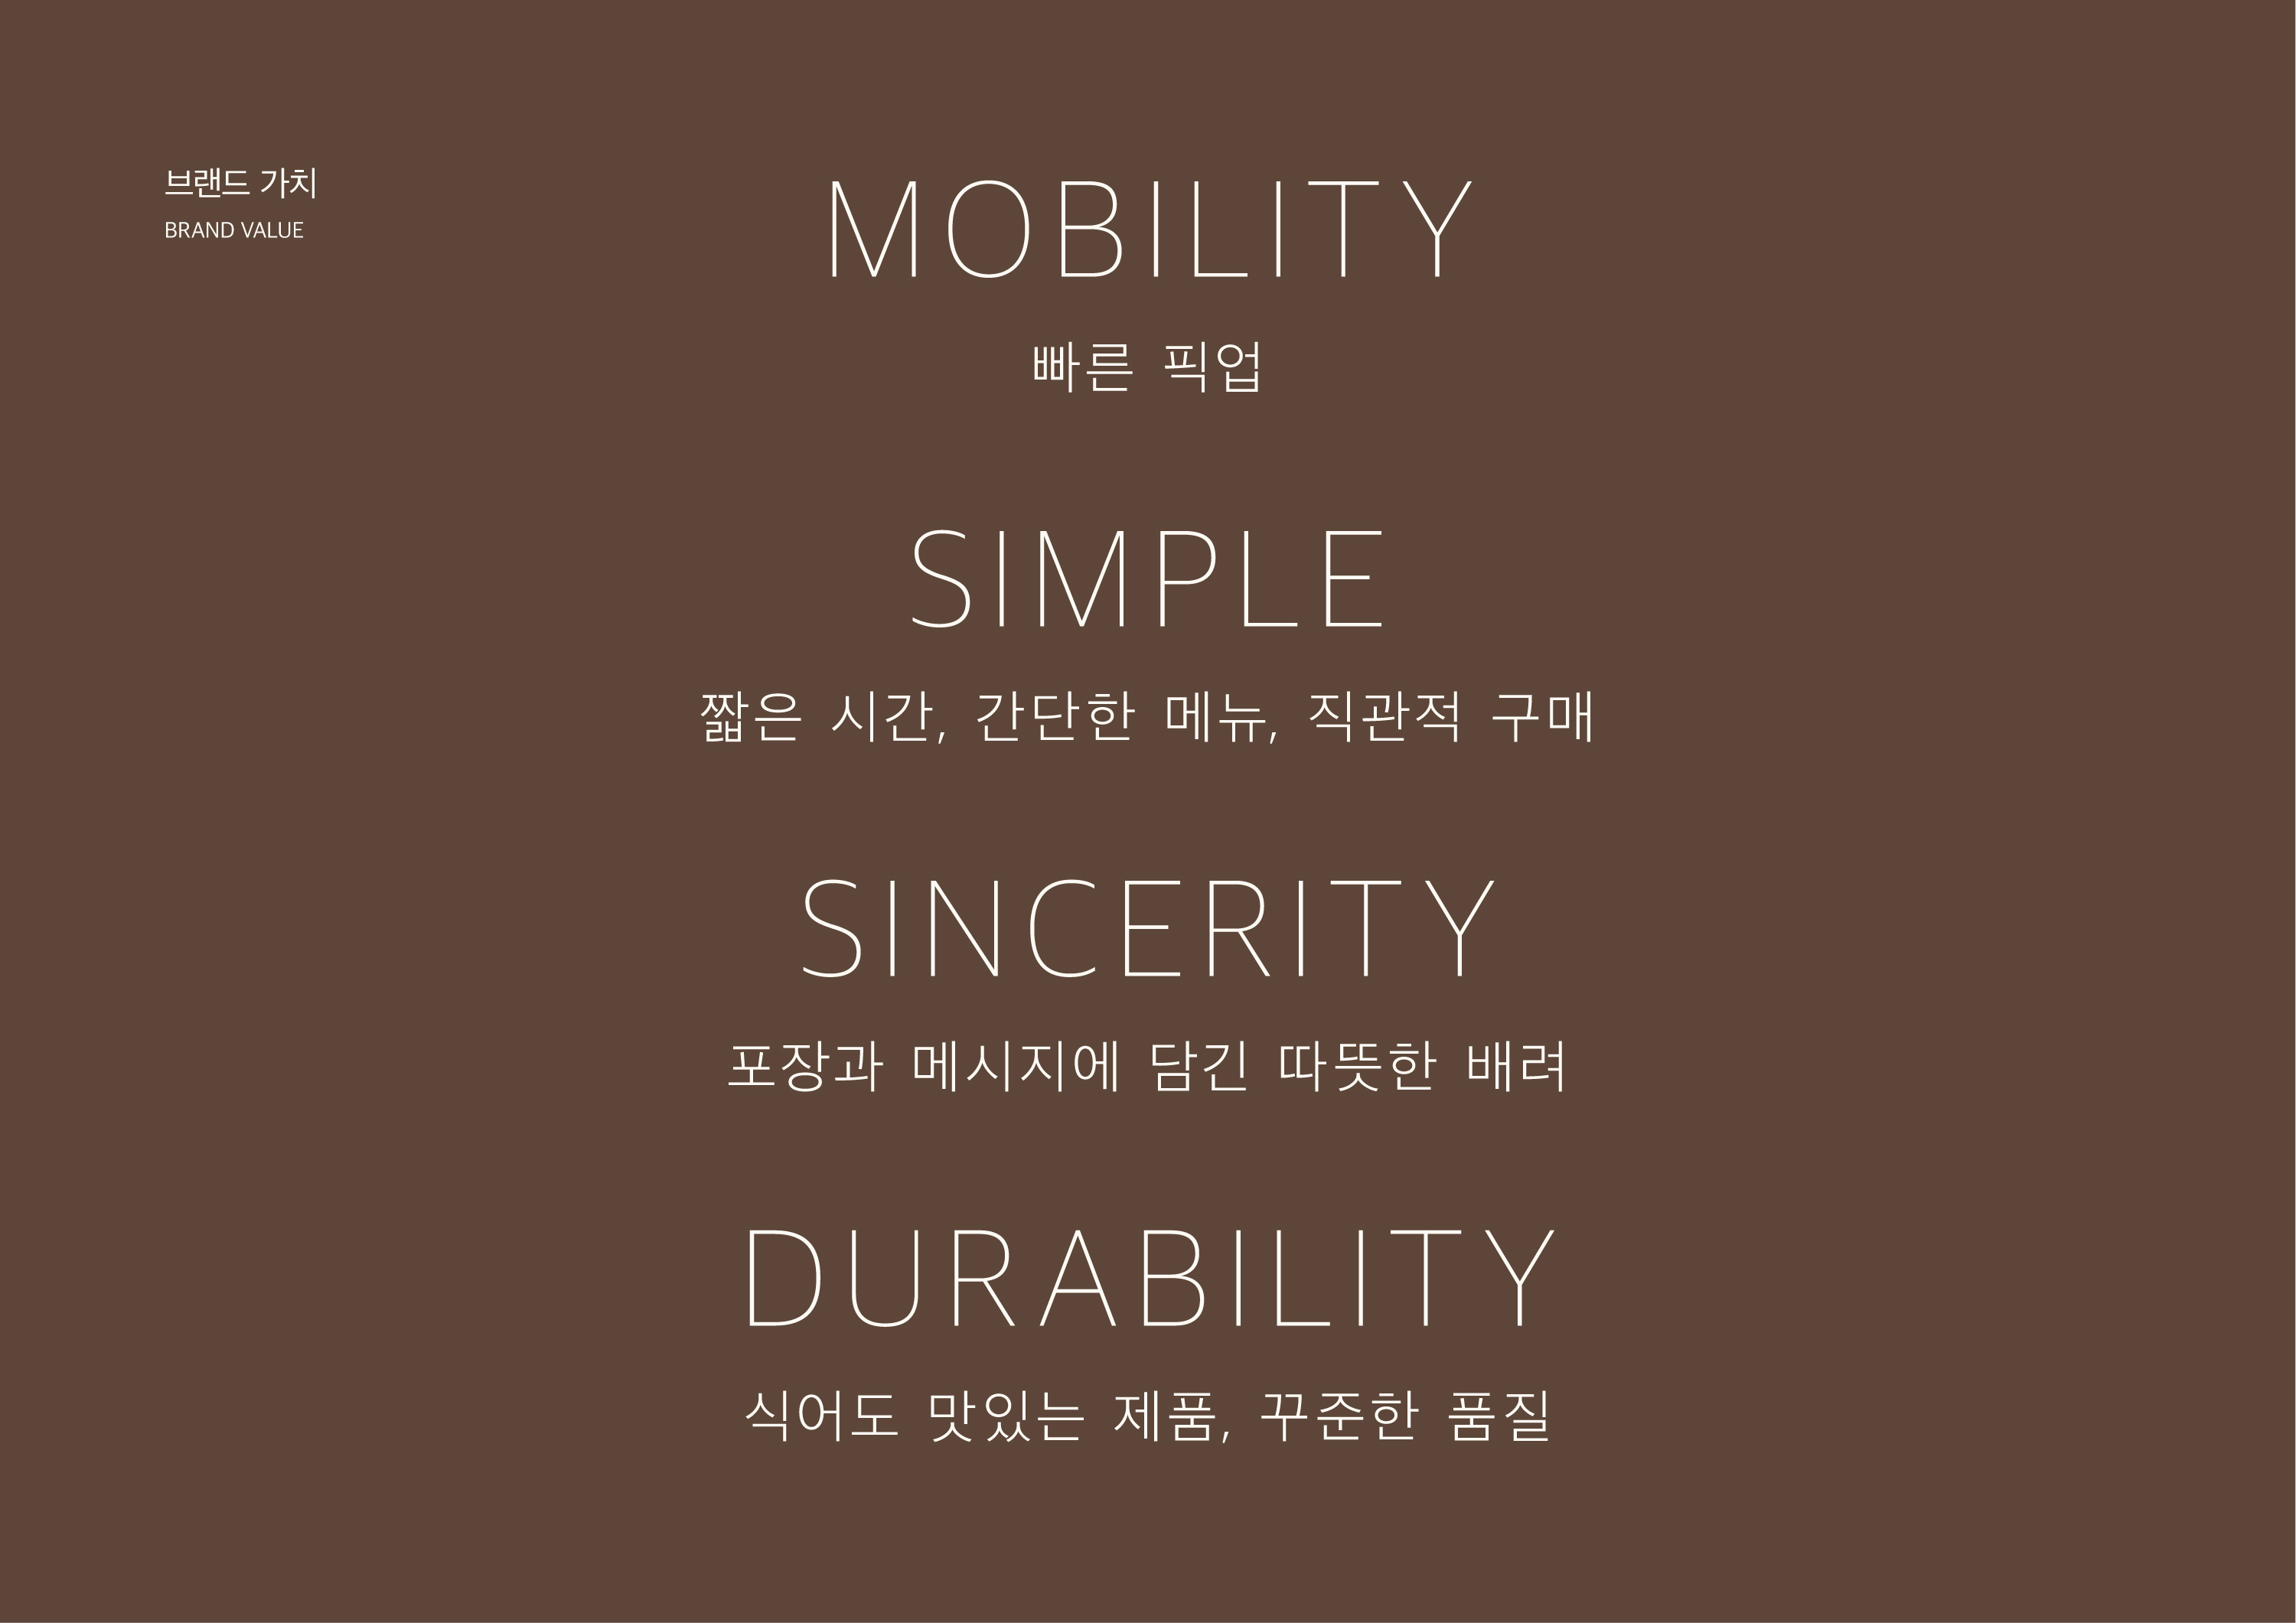 브랜드 가치
BRAND VALUE
MOBILITY
빠른 픽업
SIMPLE
짧은 시간, 간단한 메뉴, 직관적 구매
SINCERITY
포장과 메시지에 담긴 따뜻한 배려
DURABILITY
식어도 맛있는 제품, 꾸준한 품질